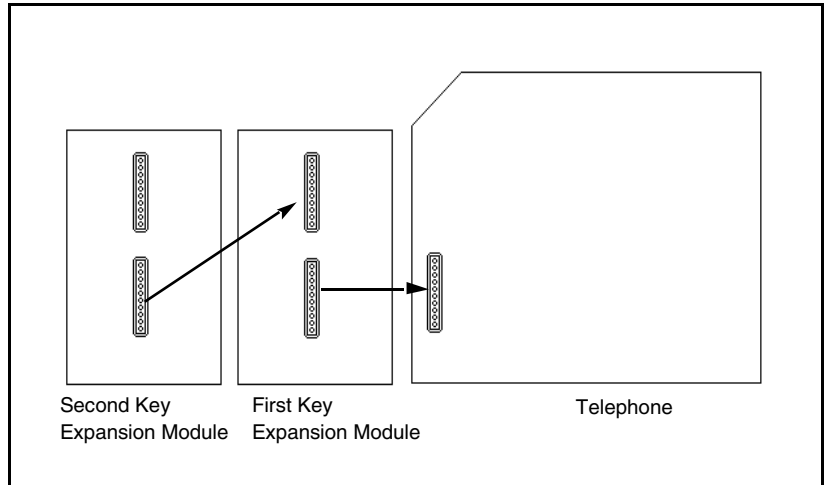 Second Key
Expansion Module
First Key
Expansion Module
Telephone